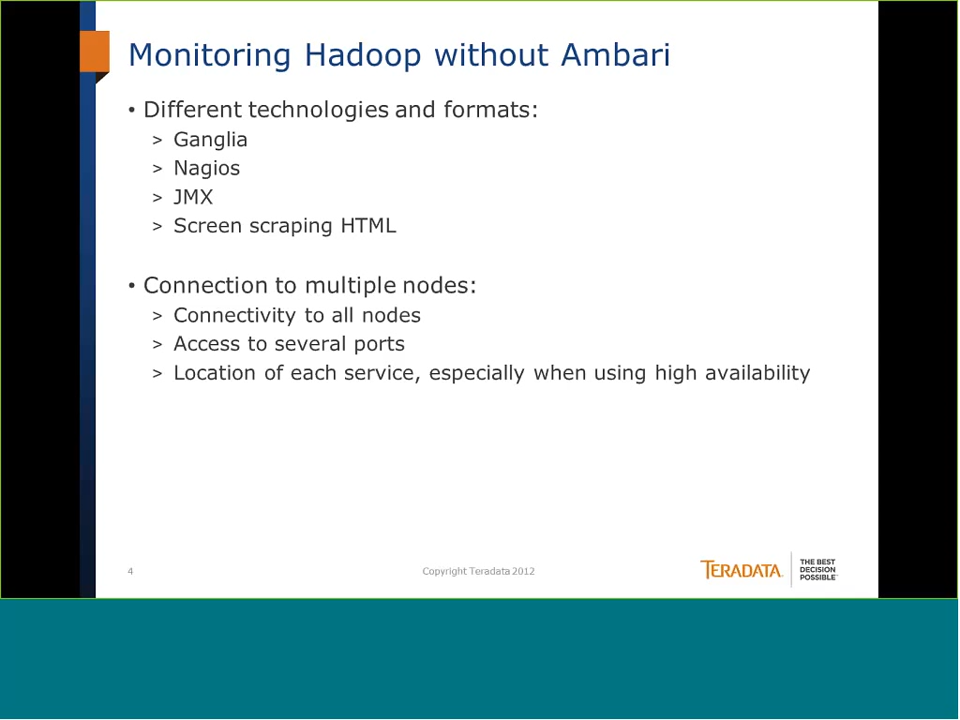 Monitoring Hadoop without Ambari
• Different technologies and formats:
> Ganglia
> Nagios
> JMX
> Screen scraping HTML
• Connection to multiple nodes:
> Connectivity to all nodes
> Access to several ports
> Location of each service, especially when using high availability
4
Copyright Teradata 2012
TERADATA.
THE BEST
DECISION
POSSIBLE™